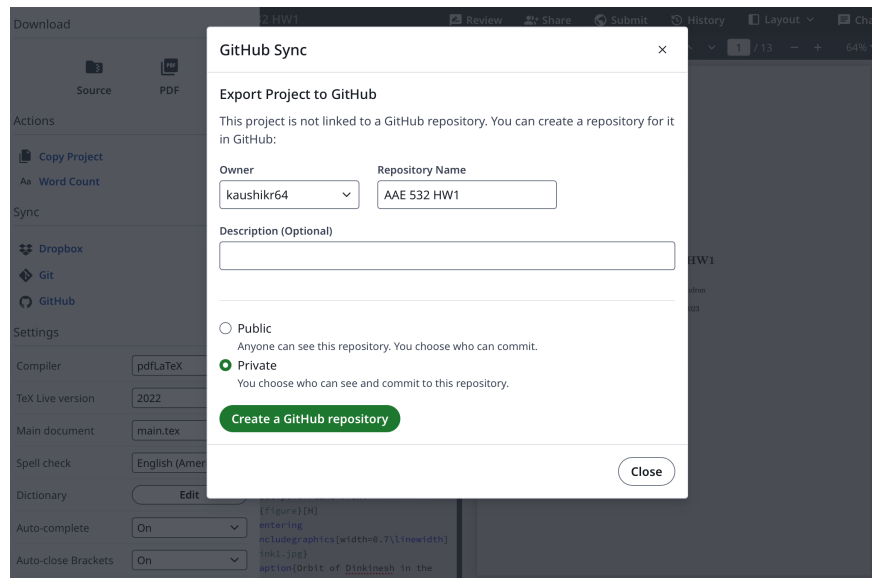 Download
2 HW1
Review
Share
Submit
History
Layout
Source
PDF
Actions
Copy Project
Aa Word Count
Sync
Dropbox
Git
GitHub
Settings
Compiler
pdfLaTeX
TeX Live version
2022
Main document
main.tex
Spell check
English (Amer
Dictionary
Edit
Auto-complete
On
Auto-close Brackets
On
GitHub Sync
×
Export Project to GitHub
This project is not linked to a GitHub repository. You can create a repository for it
in GitHub:
Owner
Repository Name
kaushikr64
AAE 532 HW1
Description (Optional)
Public
Anyone can see this repository. You choose who can commit.
Private
You choose who can see and commit to this repository.
Create a GitHub repository
Close
1 / 13
− +
64%
HW1
{figure}[H]
entering
ncludegraphics[width=0.7\linewidth]
ink1.jpg}
aption{Orbit of Dinkinesh in the